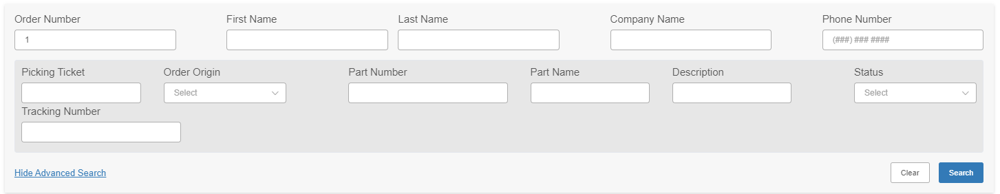 Order Number First Name Last Name Company Name Phone Number
1 (###) ### ####
Picking Ticket Order Origin Part Number Part Name Description Status
Select Select
Tracking Number
Hide Advanced Search Clear Search